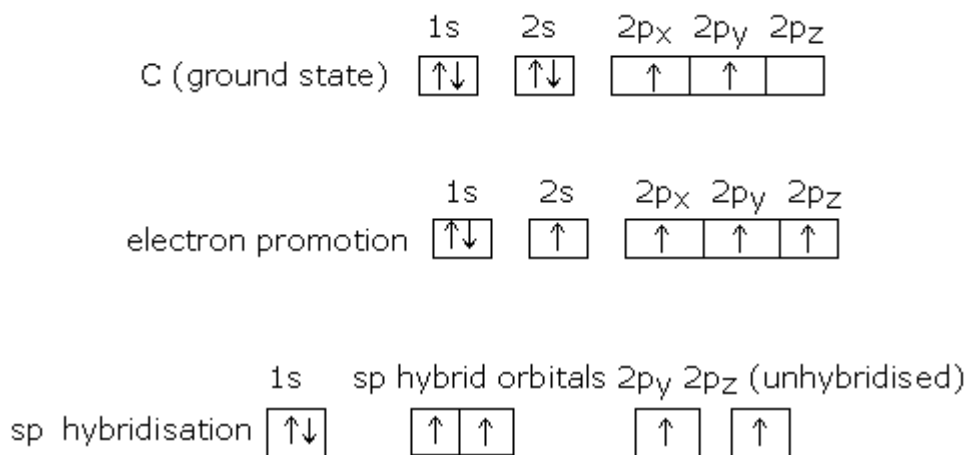 1s 2s 2px 2py 2pz
C (ground state) ↑↓ ↑↓ ↑ ↑
1s 2s 2px 2py 2pz
electron promotion ↑↓ ↑ ↑ ↑ ↑
1s sp hybrid orbitals 2py 2pz (unhybridised)
sp hybridisation ↑↓ ↑ ↑ ↑ ↑